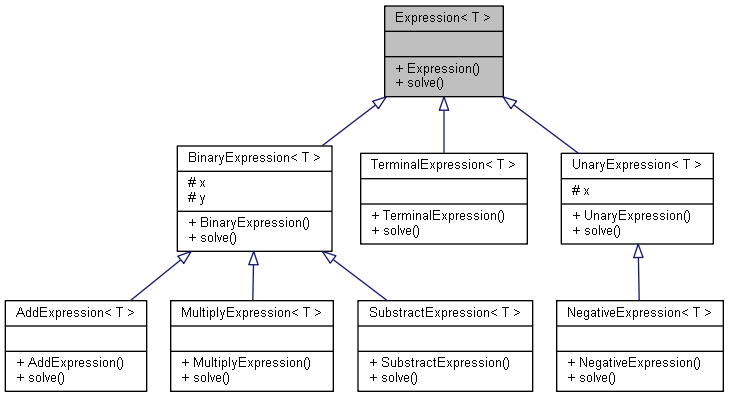 Expression< T >
+ Expression()
+ solve()
BinaryExpression< T >
# x
# y
+ BinaryExpression()
+ solve()
TerminalExpression< T >
+ TerminalExpression()
+ solve()
UnaryExpression< T >
# x
+ UnaryExpression()
+ solve()
AddExpression< T >
+ AddExpression()
+ solve()
MultiplyExpression< T >
+ MultiplyExpression()
+ solve()
SubstractExpression< T >
+ SubstractExpression()
+ solve()
NegativeExpression< T >
+ NegativeExpression()
+ solve()